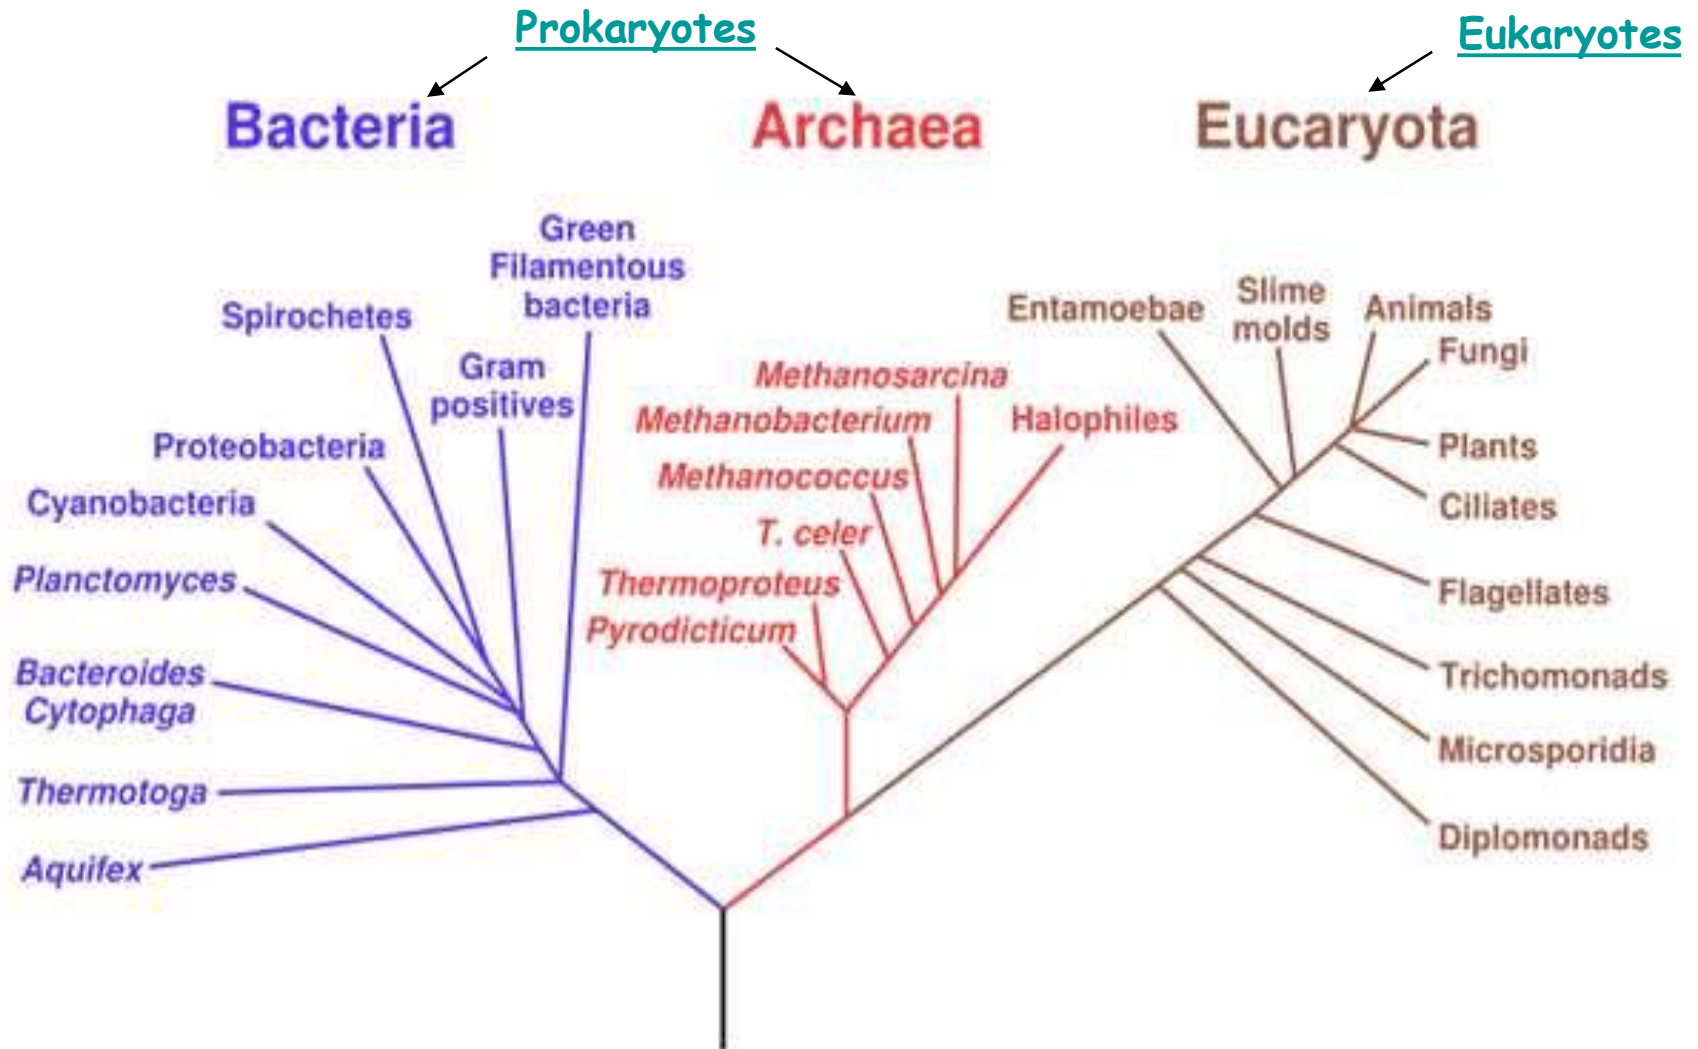 Prokaryotes
Eukaryotes
Bacteria
Archaea
Eucaryota
Green
Filamentous
bacteria
Spirochetes
Gram
positives
Proteobacteria
Cyanobacteria
Planctomyces
Bacteroides
Cytophaga
Thermotoga
Aquifex
Methanosarcina
Methanobacterium
Halophiles
Methanococcus
T. celer
Thermoproteus
Pyrodicticum
Entamoebae
Slime
molds
Animals
Fungi
Plants
Ciliates
Flagellates
Trichomonads
Microsporidia
Diplomonads